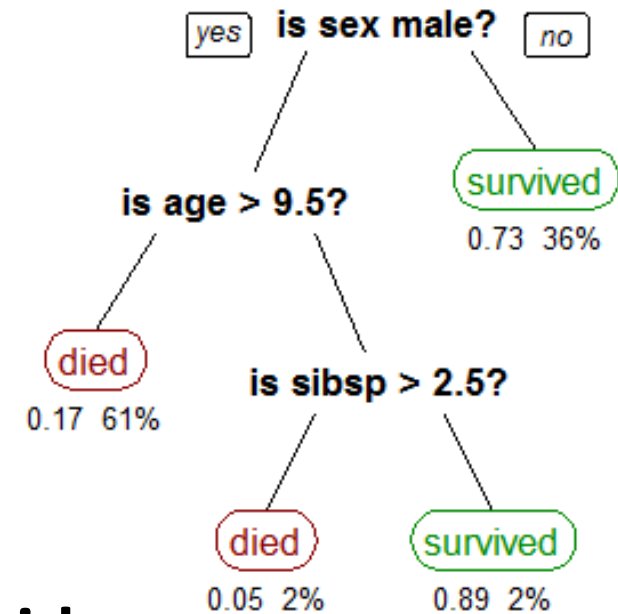 yes is sex male? no
is age > 9.5?
survived
0.73 36%
died
0.17 61%
is sibsp > 2.5?
died survived
0.05 2% 0.89 2%